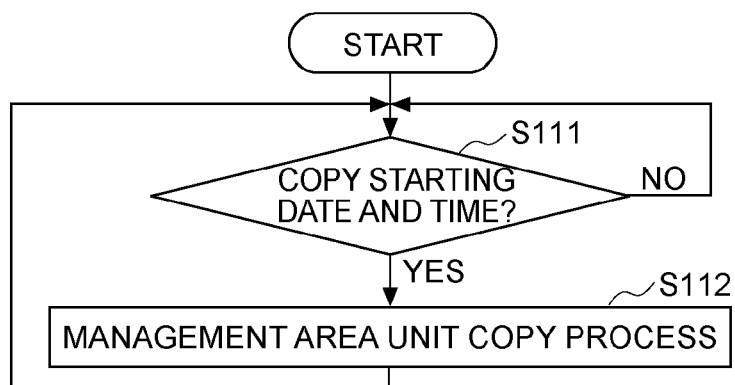 START
S111
COPY STARTING
DATE AND TIME?
NO
YES
S112
MANAGEMENT AREA UNIT COPY PROCESS